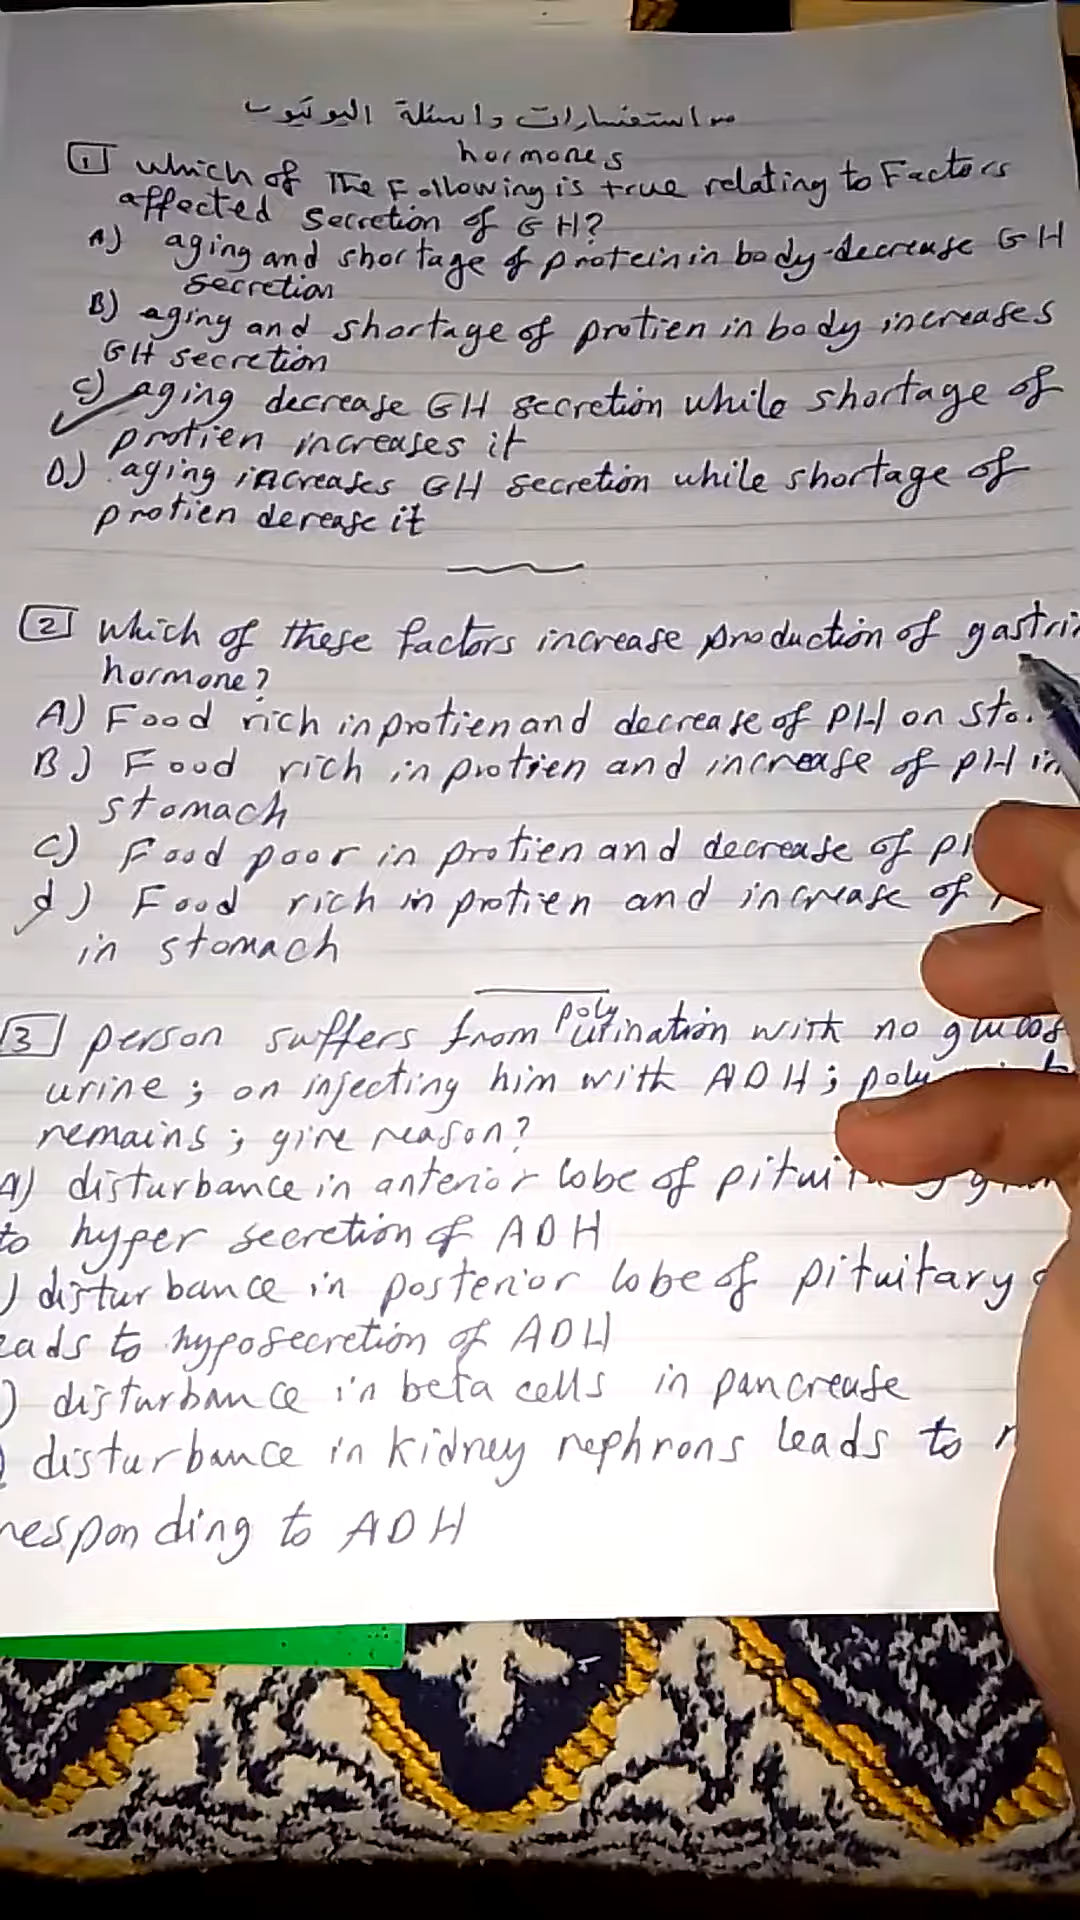 استفسارات واسئلة اليوتيوب
hormones
1 which of The Following is true relating to Factors
affected secretion of GH?
A) aging and shortage of protein in body-decrease GH
secretion
B) aging and shortage of protien in body increases
GH secretion
C) aging decrease GH secretion while shortage of
protien increases it
D) aging increases GH secretion while shortage of
protien derease it
2 which of these factors increase production of
hormone?
A) Food rich in protien and decrease of PH on sto.
B) Food rich in protien and increase of pH in
stomach
C) Food poor in protien and decrease of
d) Food rich in protien and increase of
in stomach
3 person suffers from poly urination with no
urine; on injecting him with ADH;
remains; give reason?
A) disturbance in anterior lobe of
to hyper secretion of ADH
) disturbance in posterior lobe of pituitary
eads to hyposecretion of ADH
) disturbance in beta cells in pancrease
disturbance in kidney nephrons leads to
responding to ADH